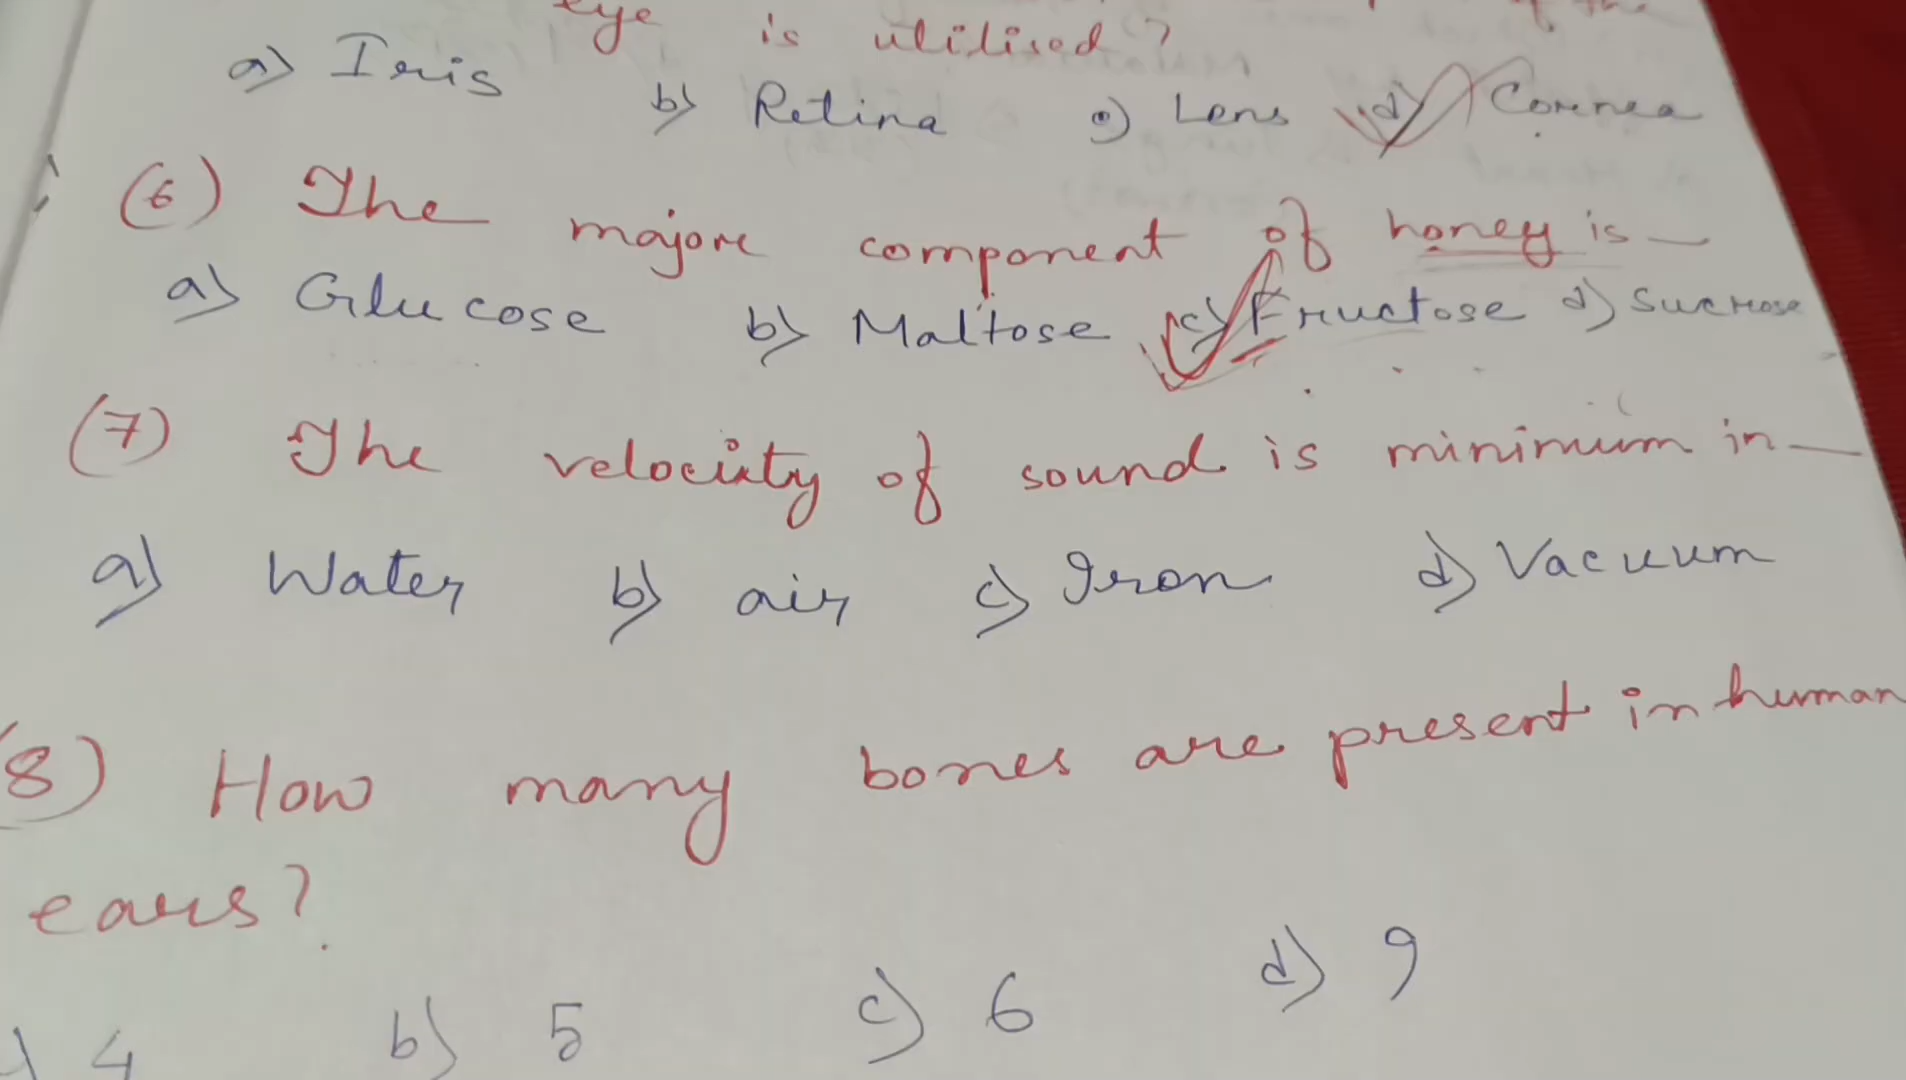 eye is utilised?
a) Iris b) Retina c) Lens d) Cornea
(6) The major component of honey is —
a) Glucose b) Maltose c) Fructose d) Sucrose
(7) The velocity of sound is minimum in —
a) Water b) air c) Iron d) Vacuum
(8) How many bones are present in human
ears?
4 b) 5 c) 6 d) 9